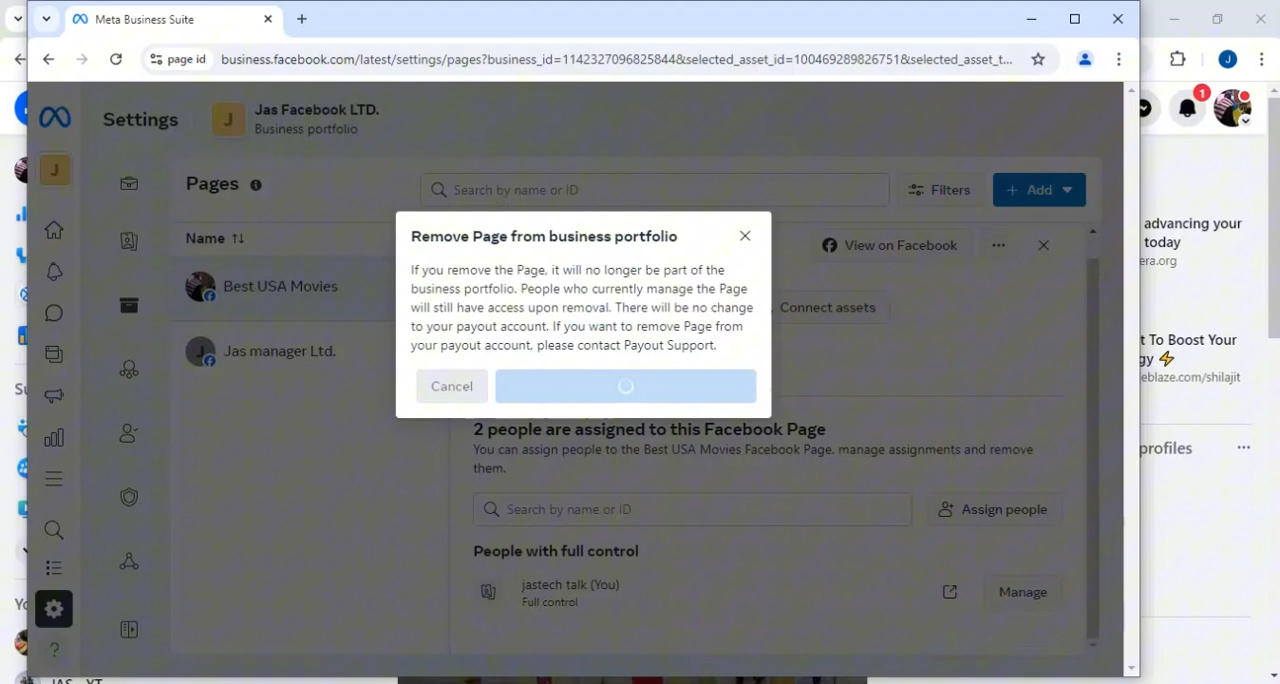 Meta Business Suite
page id
business.facebook.com/latest/settings/pages?business_id=1142327096825844&selected_asset_id=100469289826751&selected_asset_t...
J
J
Settings
J
Jas Facebook LTD.
Business portfolio
1
Pages
Search by name or ID
Filters
+ Add
Name
View on Facebook
Best USA Movies
Connect assets
Jas manager Ltd.
Remove Page from business portfolio
If you remove the Page, it will no longer be part of the
business portfolio. People who currently manage the Page
will still have access upon removal. There will be no change
to your payout account. If you want to remove Page from
your payout account, please contact Payout Support.
Cancel
2 people are assigned to this Facebook Page
You can assign people to the Best USA Movies Facebook Page, manage assignments and remove
them.
Search by name or ID
Assign people
People with full control
jastech talk (You)
Full control
Manage
advancing your
today
era.org
t To Boost Your
gy ⚡
eblaze.com/shilajit
profiles
Su
Yo
JAS - YT